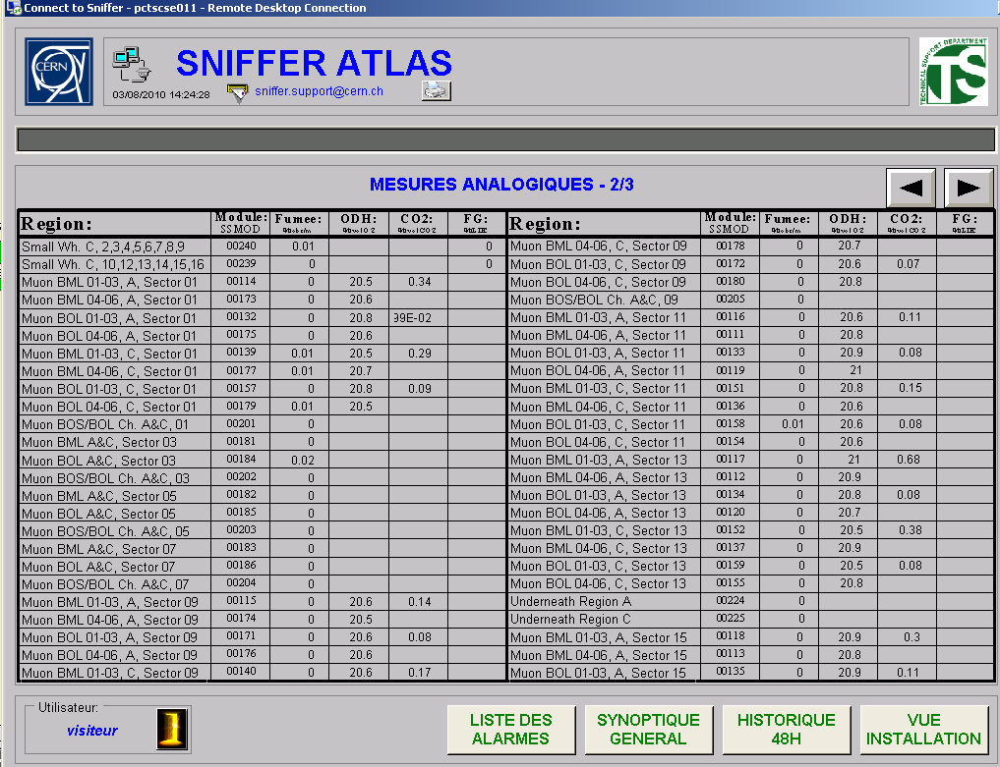 Connect to Sniffer - pctscse011 - Remote Desktop Connection
CERN
SNIFFER ATLAS
03/08/2010 14:24:28 sniffer.support@cern.ch
TECHNICAL SUPPORT DEPARTMENT
TS
MESURES ANALOGIQUES - 2/3
Region: Module: Fumee: ODH: CO2: FG: Region: Module: Fumee: ODH: CO2: FG:
SSMOD SSMOD
Small Wh. C, 2,3,4,5,6,7,8,9 00240 0.01 0 Muon BML 04-06, C, Sector 09 00178 0 20.7
Small Wh. C, 10,12,13,14,15,16 00239 0 0 Muon BOL 01-03, C, Sector 09 00172 0 20.6 0.07
Muon BML 01-03, A, Sector 01 00114 0 20.5 0.34 Muon BOL 04-06, C, Sector 09 00180 0 20.8
Muon BML 04-06, A, Sector 01 00173 0 20.6 Muon BOS/BOL Ch. A&C, 09 00205 0
Muon BOL 01-03, A, Sector 01 00132 0 20.8 99E-02 Muon BML 01-03, A, Sector 11 00116 0 20.6 0.11
Muon BOL 04-06, A, Sector 01 00175 0 20.6 Muon BML 04-06, A, Sector 11 00111 0 20.8
Muon BML 01-03, C, Sector 01 00139 0.01 20.5 0.29 Muon BOL 01-03, A, Sector 11 00133 0 20.9 0.08
Muon BML 04-06, C, Sector 01 00177 0.01 20.7 Muon BOL 04-06, A, Sector 11 00119 0 21
Muon BOL 01-03, C, Sector 01 00157 0 20.8 0.09 Muon BML 01-03, C, Sector 11 00151 0 20.8 0.15
Muon BOL 04-06, C, Sector 01 00179 0.01 20.5 Muon BML 04-06, C, Sector 11 00136 0 20.6
Muon BOS/BOL Ch. A&C, 01 00201 0 Muon BOL 01-03, C, Sector 11 00158 0.01 20.6 0.08
Muon BML A&C, Sector 03 00181 0 Muon BOL 04-06, C, Sector 11 00154 0 20.6
Muon BOL A&C, Sector 03 00184 0.02 Muon BML 01-03, A, Sector 13 00117 0 21 0.68
Muon BOS/BOL Ch. A&C, 03 00202 0 Muon BML 04-06, A, Sector 13 00112 0 20.9
Muon BML A&C, Sector 05 00182 0 Muon BOL 01-03, A, Sector 13 00134 0 20.8 0.08
Muon BOL A&C, Sector 05 00185 0 Muon BOL 04-06, A, Sector 13 00120 0 20.7
Muon BOS/BOL Ch. A&C, 05 00203 0 Muon BML 01-03, C, Sector 13 00152 0 20.5 0.38
Muon BML A&C, Sector 07 00183 0 Muon BML 04-06, C, Sector 13 00137 0 20.9
Muon BOL A&C, Sector 07 00186 0 Muon BOL 01-03, C, Sector 13 00159 0 20.5 0.08
Muon BOS/BOL Ch. A&C, 07 00204 0 Muon BOL 04-06, C, Sector 13 00155 0 20.8
Muon BML 01-03, A, Sector 09 00115 0 20.6 0.14 Underneath Region A 00224 0
Muon BML 04-06, A, Sector 09 00174 0 20.5 Underneath Region C 00225 0
Muon BOL 01-03, A, Sector 09 00171 0 20.6 0.08 Muon BML 01-03, A, Sector 15 00118 0 20.9 0.3
Muon BOL 04-06, A, Sector 09 00176 0 20.6 Muon BML 04-06, A, Sector 15 00113 0 20.8
Muon BML 01-03, C, Sector 09 00140 0 20.6 0.17 Muon BOL 01-03, A, Sector 15 00135 0 20.9 0.11
Utilisateur:
visiteur
LISTE DES ALARMES
SYNOPTIQUE GENERAL
HISTORIQUE 48H
VUE INSTALLATION